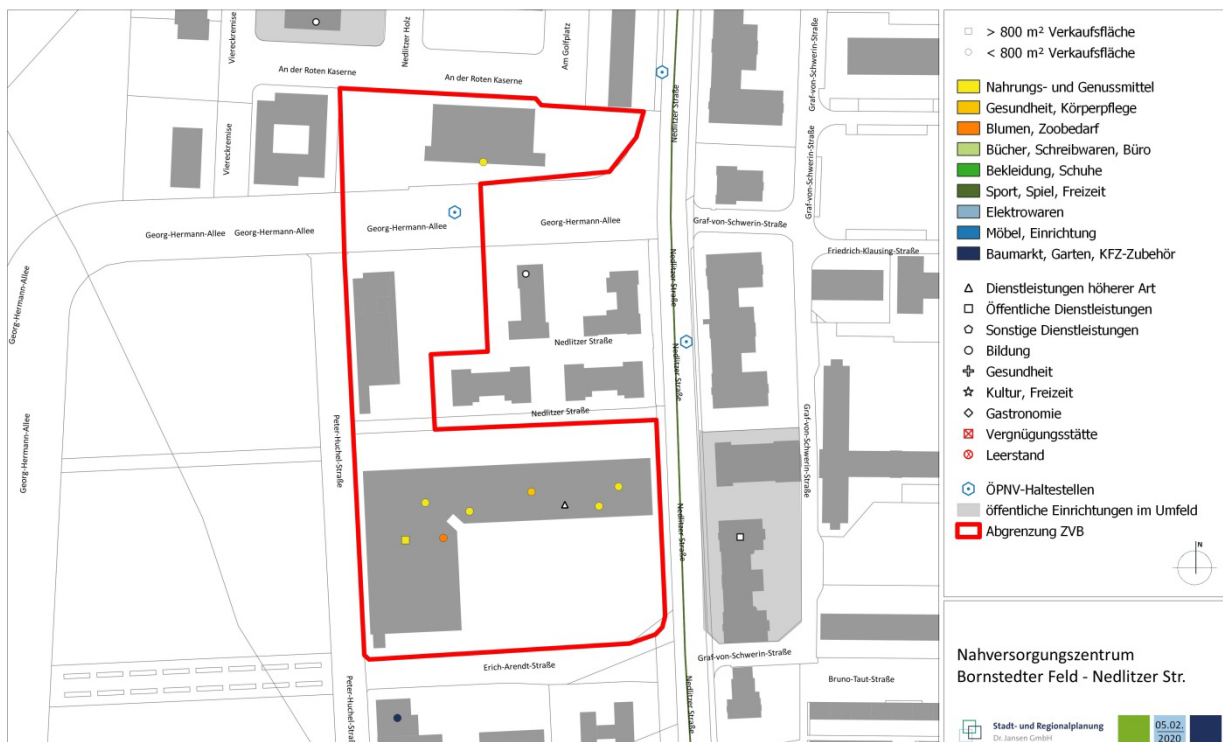 Viereckremise
Nedlitzer Holz
Am Golfplatz
Graf-von-Schwerin-Straße
An der Roten Kaserne
An der Roten Kaserne
Nedlitzer Straße
Viereckremise
Graf-von-Schwerin-Straße
Georg-Hermann-Allee
Georg-Hermann-Allee
Georg-Hermann-Allee
Georg-Hermann-Allee
Graf-von-Schwerin-Straße
Friedrich-Klausing-Straße
Georg-Hermann-Allee
Nedlitzer Straße
Nedlitzer Straße
Nedlitzer Straße
Georg-Hermann-Allee
Nedlitzer Straße
Peter-Huchel-Straße
Graf-von-Schwerin-Straße
Nedlitzer Straße
Erich-Arendt-Straße
Graf-von-Schwerin-Straße
Bruno-Taut-Straße
Peter-Huchel-Straße
Nedlitzer Straße
> 800 m² Verkaufsfläche
< 800 m² Verkaufsfläche
Nahrungs- und Genussmittel
Gesundheit, Körperpflege
Blumen, Zoobedarf
Bücher, Schreibwaren, Büro
Bekleidung, Schuhe
Sport, Spiel, Freizeit
Elektrowaren
Möbel, Einrichtung
Baumarkt, Garten, KFZ-Zubehör
Dienstleistungen höherer Art
Öffentliche Dienstleistungen
Sonstige Dienstleistungen
Bildung
Gesundheit
Kultur, Freizeit
Gastronomie
Vergnügungsstätte
Leerstand
ÖPNV-Haltestellen
öffentliche Einrichtungen im Umfeld
Abgrenzung ZVB
N
Nahversorgungszentrum
Bornstedter Feld - Nedlitzer Str.
Stadt- und Regionalplanung
Dr. Jansen GmbH
05.02.
2020